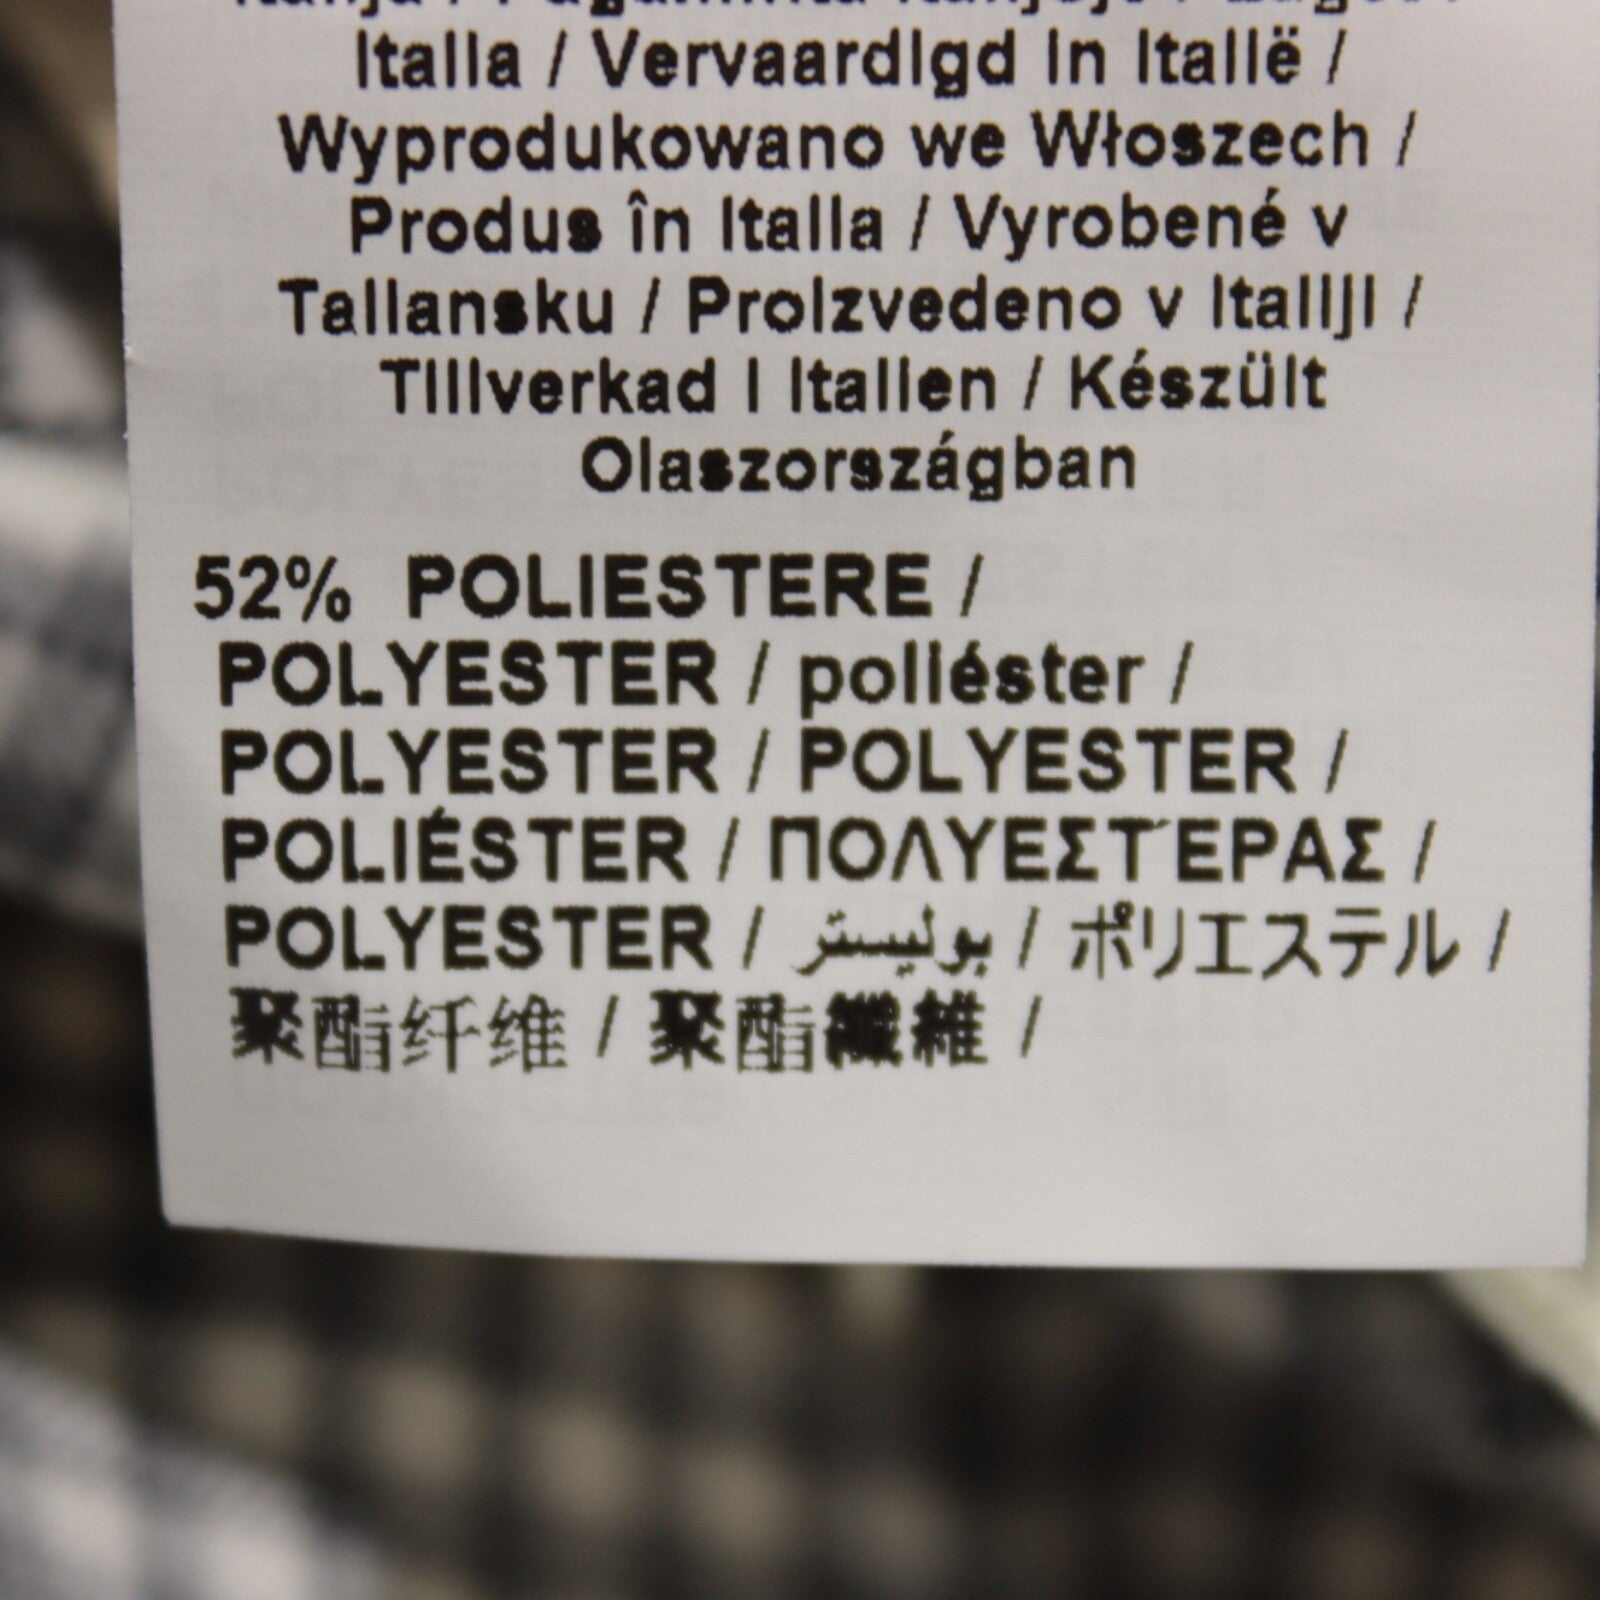 Italia / Vervaardigd in Italië /
Wyprodukowano we Włoszech /
Produs în Italia / Vyrobené v
Tallansku / Proizvedeno v Italiji /
Tillverkad i Italien / Készült
Olaszországban
52% POLIESTERE /
POLYESTER / poliéster /
POLYESTER / POLYESTER /
POLIÉSTER / ΠΟΛΥΕΣΤΈΡΑΣ /
POLYESTER / بوليستر / ポリエステル /
聚酯纤维 / 聚酯纖維 /